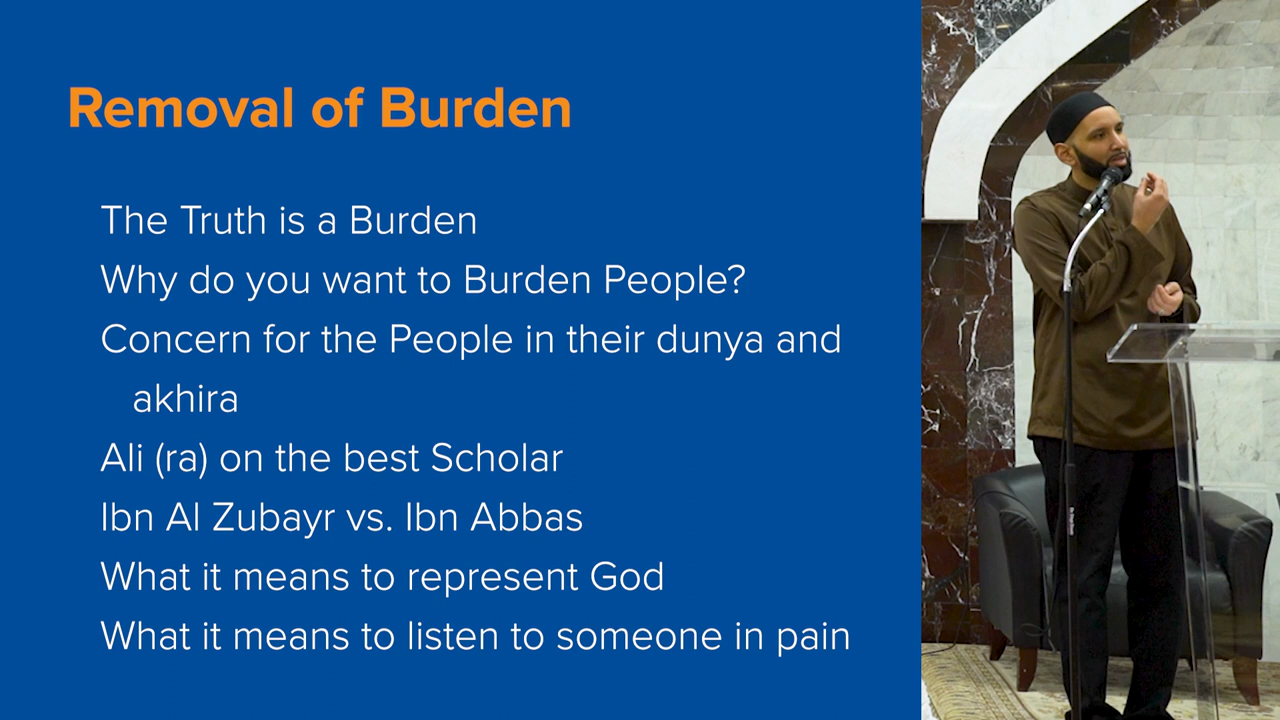 Removal of Burden
The Truth is a Burden
Why do you want to Burden People?
Concern for the People in their dunya and
akhira
Ali (ra) on the best Scholar
Ibn Al Zubayr vs. Ibn Abbas
What it means to represent God
What it means to listen to someone in pain